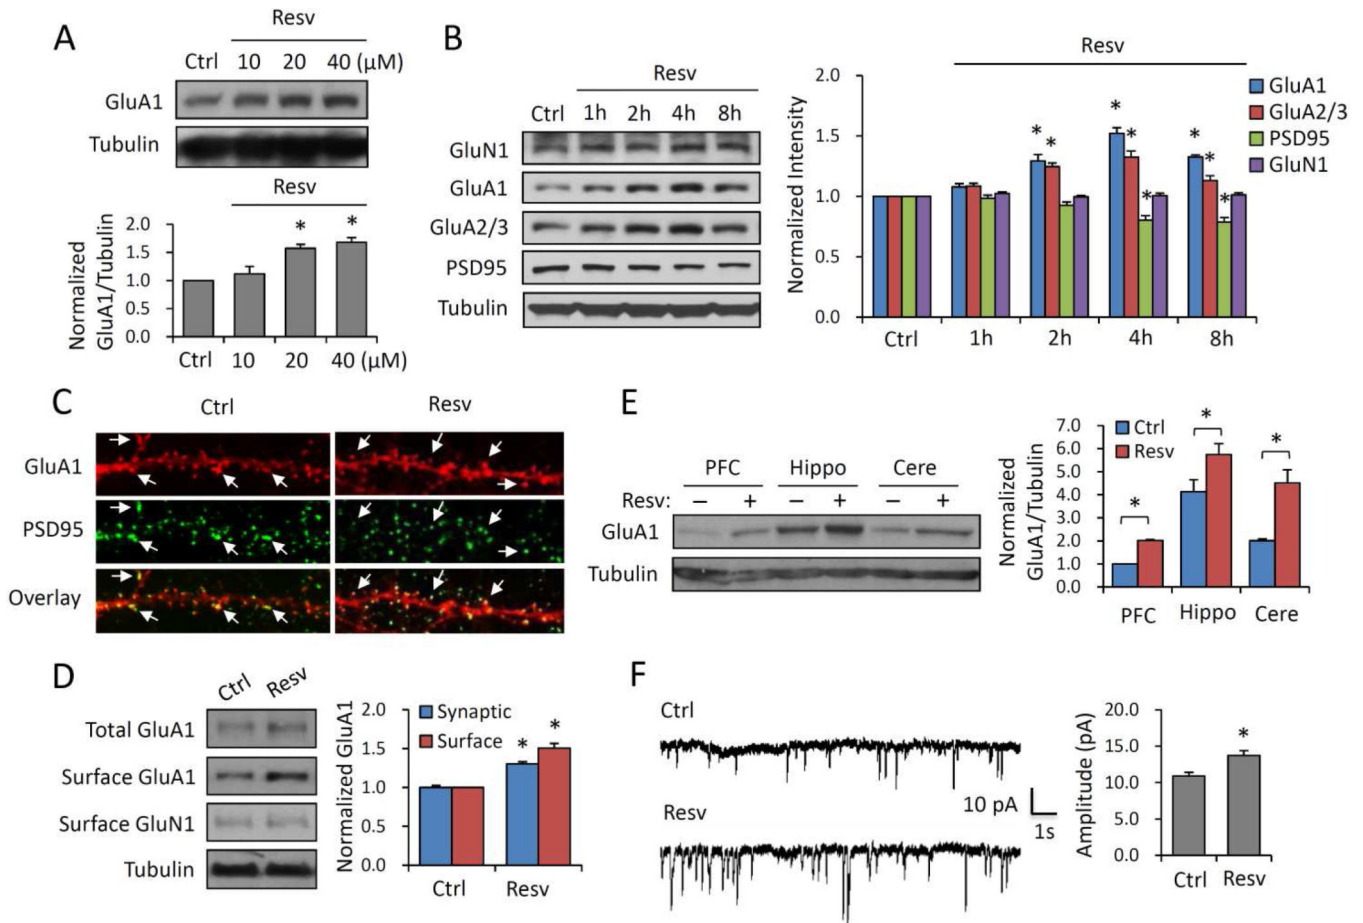 A
Resv
Ctrl 10 20 40 (μM)
GluA1
Tubulin
Resv
Normalized
GluA1/Tubulin
2.0
1.5
1.0
0.5
0.0
* *
Ctrl 10 20 40 (μM)
B
Resv
Ctrl 1h 2h 4h 8h
GluN1
GluA1
GluA2/3
PSD95
Tubulin
Resv
Normalized Intensity
2.0
1.5
1.0
0.5
0.0
* * * * * * * *
GluA1
GluA2/3
PSD95
GluN1
Ctrl 1h 2h 4h 8h
C
Ctrl Resv
GluA1
PSD95
Overlay
E
PFC Hippo Cere
Resv: – + – + – +
GluA1
Tubulin
Normalized
GluA1/Tubulin
7.0
6.0
5.0
4.0
3.0
2.0
1.0
0.0
Ctrl
Resv
* * *
PFC Hippo Cere
D
Ctrl Resv
Total GluA1
Surface GluA1
Surface GluN1
Tubulin
Normalized GluA1
2.0
1.5
1.0
0.5
0.0
Synaptic
Surface
* *
Ctrl Resv
F
Ctrl
Resv
10 pA
1s
Amplitude (pA)
20.0
15.0
10.0
5.0
0.0
*
Ctrl Resv